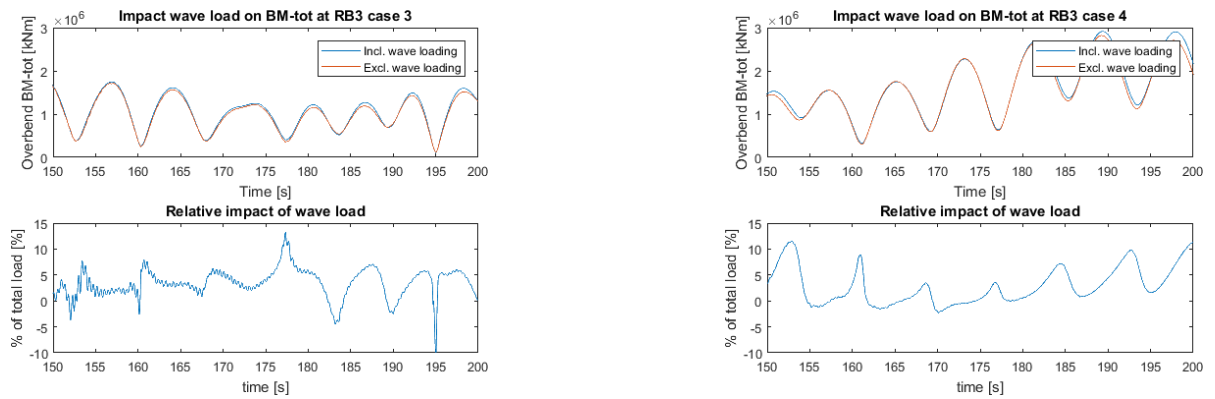 Impact wave load on BM-tot at RB3 case 3
× 10⁶
Overbend BM-tot [kNm]
3
2
1
0
Incl. wave loading
Excl. wave loading
150 155 160 165 170 175 180 185 190 195 200
Time [s]
Relative impact of wave load
% of total load [%]
15
10
5
0
-5
-10
150 155 160 165 170 175 180 185 190 195 200
time [s]
Impact wave load on BM-tot at RB3 case 4
× 10⁶
Overbend BM-tot [kNm]
3
2
1
0
Incl. wave loading
Excl. wave loading
150 155 160 165 170 175 180 185 190 195 200
Time [s]
Relative impact of wave load
% of total load [%]
15
10
5
0
-5
-10
150 155 160 165 170 175 180 185 190 195 200
time [s]